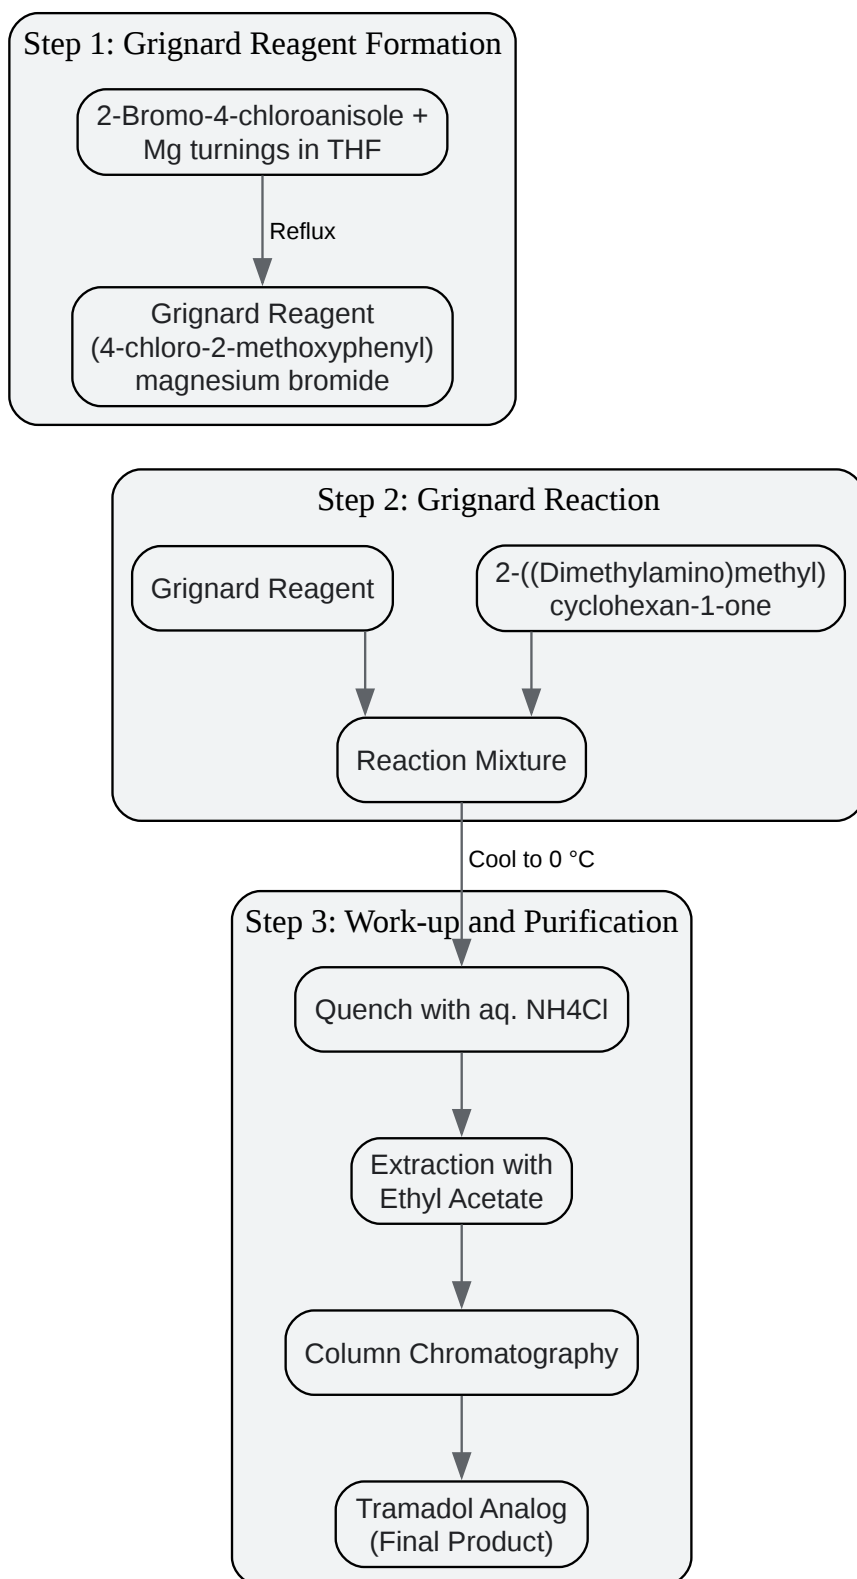 Step 1: Grignard Reagent Formation
2-Bromo-4-chloroanisole +
Mg turnings in THF
Reflux
Grignard Reagent
(4-chloro-2-methoxyphenyl)
magnesium bromide
Step 2: Grignard Reaction
Grignard Reagent
2-((Dimethylamino)methyl)
cyclohexan-1-one
Reaction Mixture
Cool to 0 °C
Step 3: Work-up and Purification
Quench with aq. NH4Cl
Extraction with
Ethyl Acetate
Column Chromatography
Tramadol Analog
(Final Product)